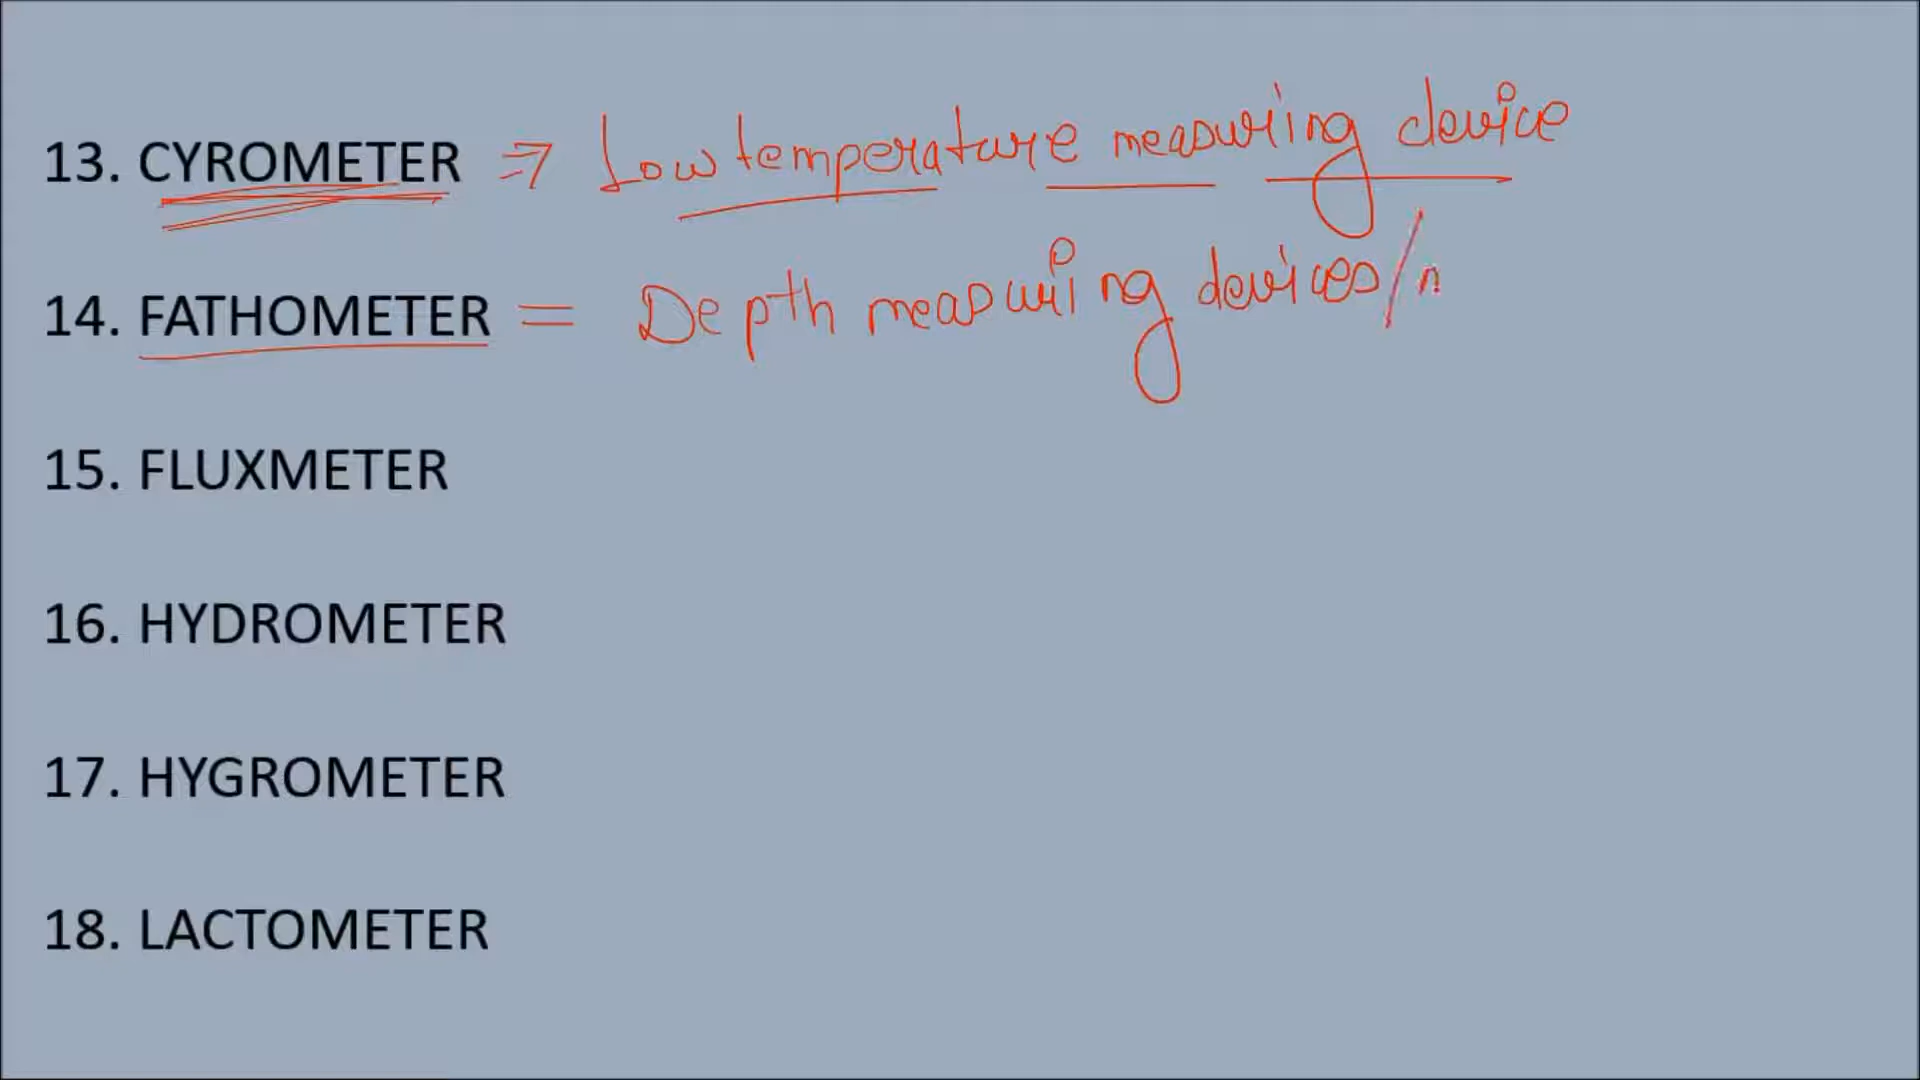 13. CYROMETER => Low temperature measuring device
14. FATHOMETER = Depth measuring devices/
15. FLUXMETER
16. HYDROMETER
17. HYGROMETER
18. LACTOMETER